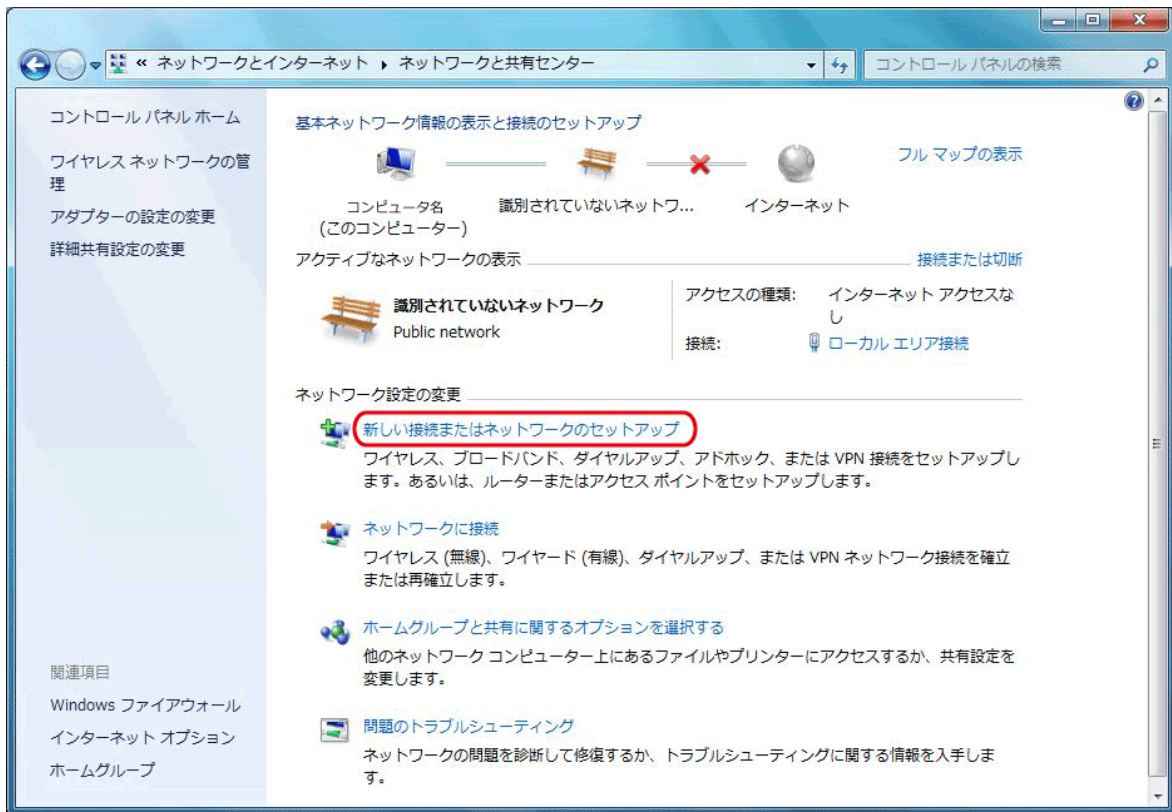 « ネットワークとインターネット ▸ ネットワークと共有センター
コントロール パネルの検索
コントロール パネル ホーム
ワイヤレス ネットワークの管
理
アダプターの設定の変更
詳細共有設定の変更
基本ネットワーク情報の表示と接続のセットアップ
フル マップの表示
コンピュータ名
(このコンピューター)
識別されていないネットワ...
インターネット
アクティブなネットワークの表示
接続または切断
識別されていないネットワーク
Public network
アクセスの種類:
インターネット アクセスな
し
接続:
ローカル エリア接続
ネットワーク設定の変更
新しい接続またはネットワークのセットアップ
ワイヤレス、ブロードバンド、ダイヤルアップ、アドホック、または VPN 接続をセットアップし
ます。あるいは、ルーターまたはアクセス ポイントをセットアップします。
ネットワークに接続
ワイヤレス (無線)、ワイヤード (有線)、ダイヤルアップ、または VPN ネットワーク接続を確立
または再確立します。
ホームグループと共有に関するオプションを選択する
他のネットワーク コンピューター上にあるファイルやプリンターにアクセスするか、共有設定を
変更します。
問題のトラブルシューティング
ネットワークの問題を診断して修復するか、トラブルシューティングに関する情報を入手しま
す。
関連項目
Windows ファイアウォール
インターネット オプション
ホームグループ